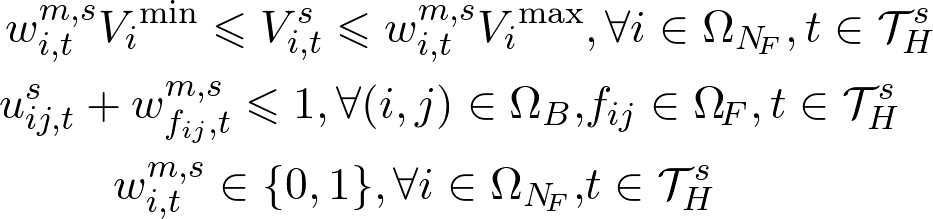 $w_{i,t}^{m,s} V_i^{\min} \leqslant V_{i,t}^{s} \leqslant w_{i,t}^{m,s} V_i^{\max}, \forall i \in \Omega_{N_F}, t \in \mathcal{T}_H^s$
$u_{ij,t}^{s} + w_{f_{ij},t}^{m,s} \leqslant 1, \forall (i,j) \in \Omega_B, f_{ij} \in \Omega_F, t \in \mathcal{T}_H^s$
$w_{i,t}^{m,s} \in \{0,1\}, \forall i \in \Omega_{N_F}, t \in \mathcal{T}_H^s$